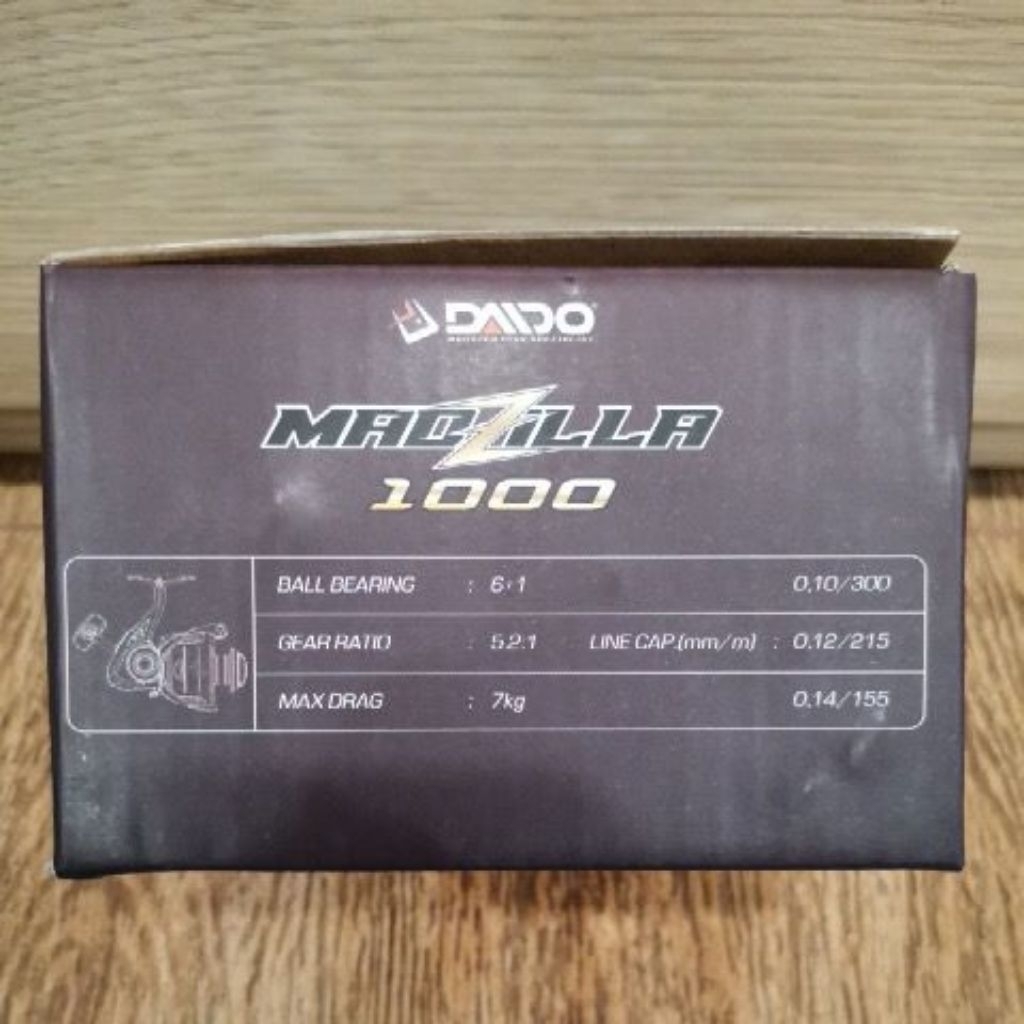 DAIDO
MAGZILLA
1000
BALL BEARING : 6+1 0,10/300
GEAR RATIO : 5.2:1 LINE CAP.(mm/m) : 0,12/215
MAX DRAG : 7kg 0,14/155